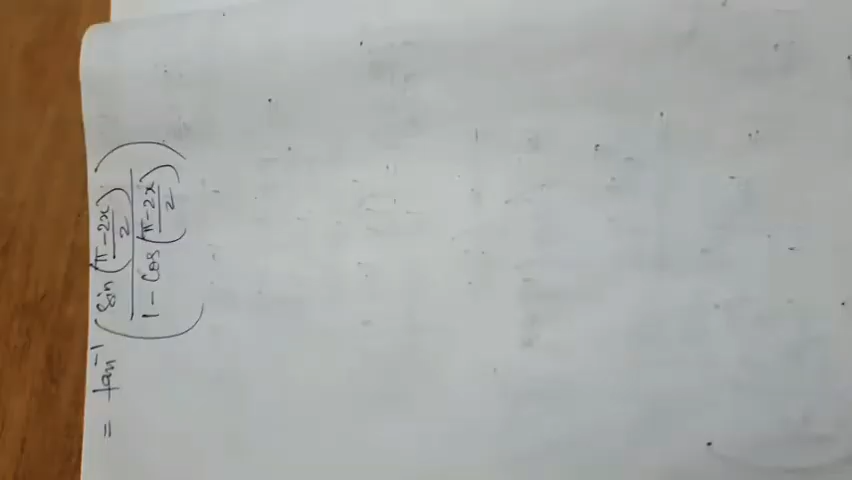 = tan⁻¹ ( sin((π-2x)/2) / 1 - cos((π-2x)/2) )